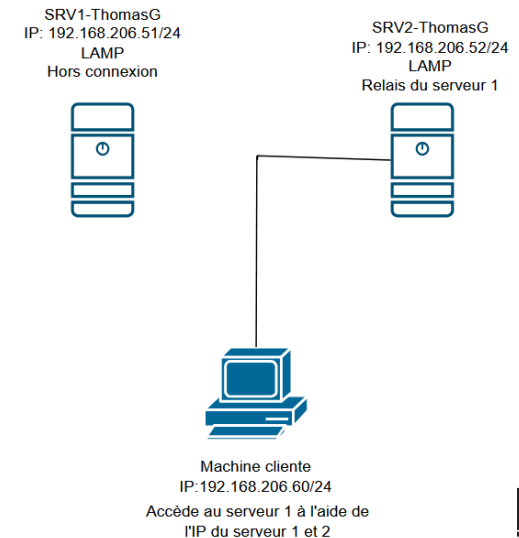 SRV1-ThomasG
IP: 192.168.206.51/24
LAMP
Hors connexion
SRV2-ThomasG
IP: 192.168.206.52/24
LAMP
Relais du serveur 1
Machine cliente
IP:192.168.206.60/24
Accède au serveur 1 à l'aide de
l'IP du serveur 1 et 2